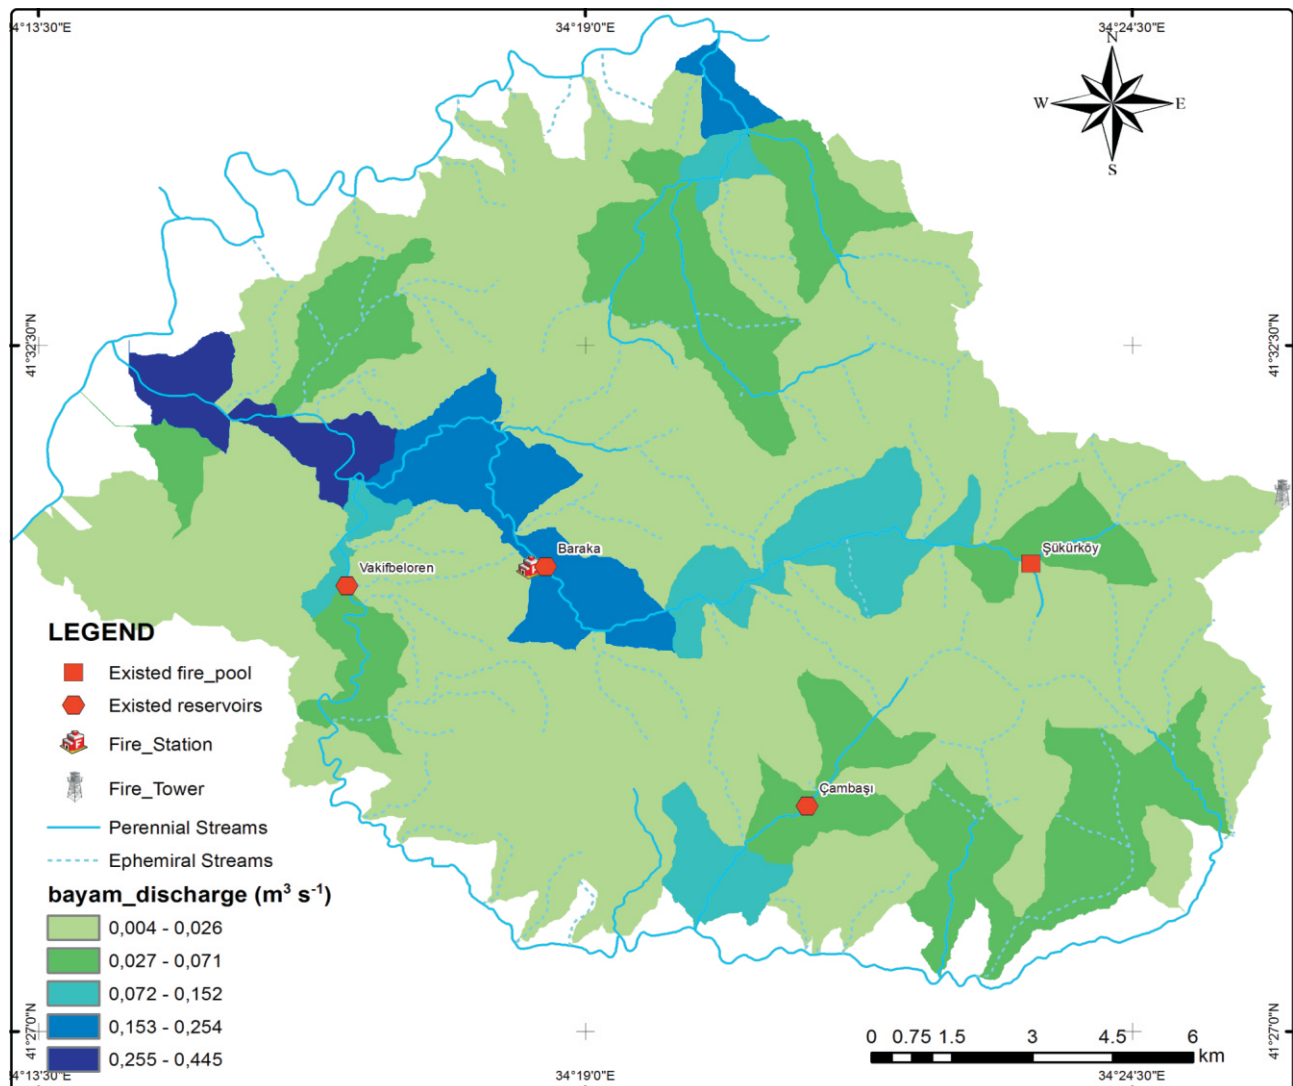 34°13'30"E
34°19'0"E
34°24'30"E
N
W
E
S
41°32'30"N
41°32'30"N
Baraka
Şükürköy
Vakifbeloren
Çambaşı
LEGEND
Existed fire_pool
Existed reservoirs
Fire_Station
Fire_Tower
Perennial Streams
Ephimiral Streams
bayam_discharge (m³ s⁻¹)
0,004 - 0,026
0,027 - 0,071
0,072 - 0,152
0,153 - 0,254
0,255 - 0,445
41°27'0"N
41°27'0"N
0 0.75 1.5 3 4.5 6
km
34°13'30"E
34°19'0"E
34°24'30"E